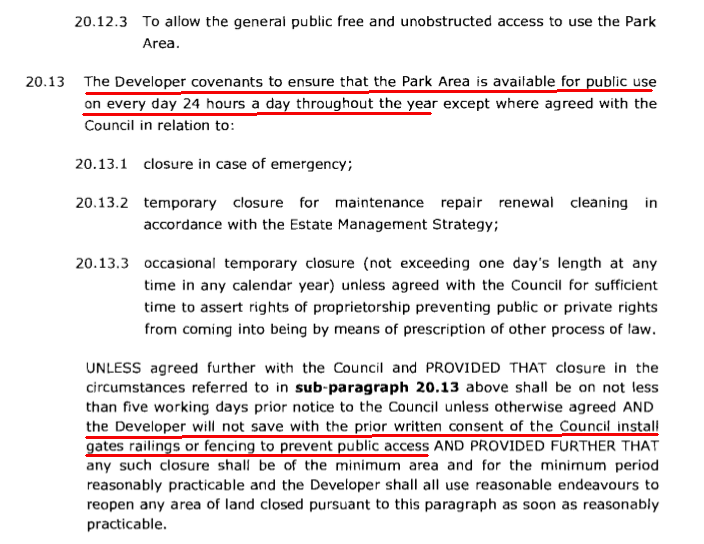 20.12.3 To allow the general public free and unobstructed access to use the Park
Area.
20.13 The Developer covenants to ensure that the Park Area is available for public use
on every day 24 hours a day throughout the year except where agreed with the
Council in relation to:
20.13.1 closure in case of emergency;
20.13.2 temporary closure for maintenance repair renewal cleaning in
accordance with the Estate Management Strategy;
20.13.3 occasional temporary closure (not exceeding one day's length at any
time in any calendar year) unless agreed with the Council for sufficient
time to assert rights of proprietorship preventing public or private rights
from coming into being by means of prescription of other process of law.
UNLESS agreed further with the Council and PROVIDED THAT closure in the
circumstances referred to in sub-paragraph 20.13 above shall be on not less
than five working days prior notice to the Council unless otherwise agreed AND
the Developer will not save with the prior written consent of the Council install
gates railings or fencing to prevent public access AND PROVIDED FURTHER THAT
any such closure shall be of the minimum area and for the minimum period
reasonably practicable and the Developer shall all use reasonable endeavours to
reopen any area of land closed pursuant to this paragraph as soon as reasonably
practicable.